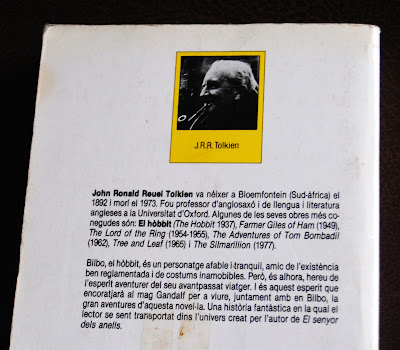 J.R.R. Tolkien
John Ronald Reuel Tolkien va néixer a Bloemfontein (Sud-àfrica) el
1892 i morí el 1973. Fou professor d'anglosaxó i de llengua i literatura
angleses a la Universitat d'Oxford. Algunes de les seves obres més co-
negudes són: El hòbbit (The Hobbit 1937), Farmer Giles of Ham (1949),
The Lord of the Ring (1954-1955), The Adventures of Tom Bombadil
(1962), Tree and Leaf (1965) i The Silmarillion (1977).
Bilbo, el hòbbit, és un personatge afable i tranquil, amic de l'existència
ben reglamentada i de costums inamobibles. Però, és alhora, hereu de
l'esperit aventurer del seu avantpassat viatger. I és aquest esperit que
encoratjarà al mag Gandalf per a viure, juntament amb en Bilbo, la
gran aventures d'aquesta novel·la. Una història fantàstica en la qual el
lector se sent transportat dins l'univers creat per l'autor de El senyor
dels anells.